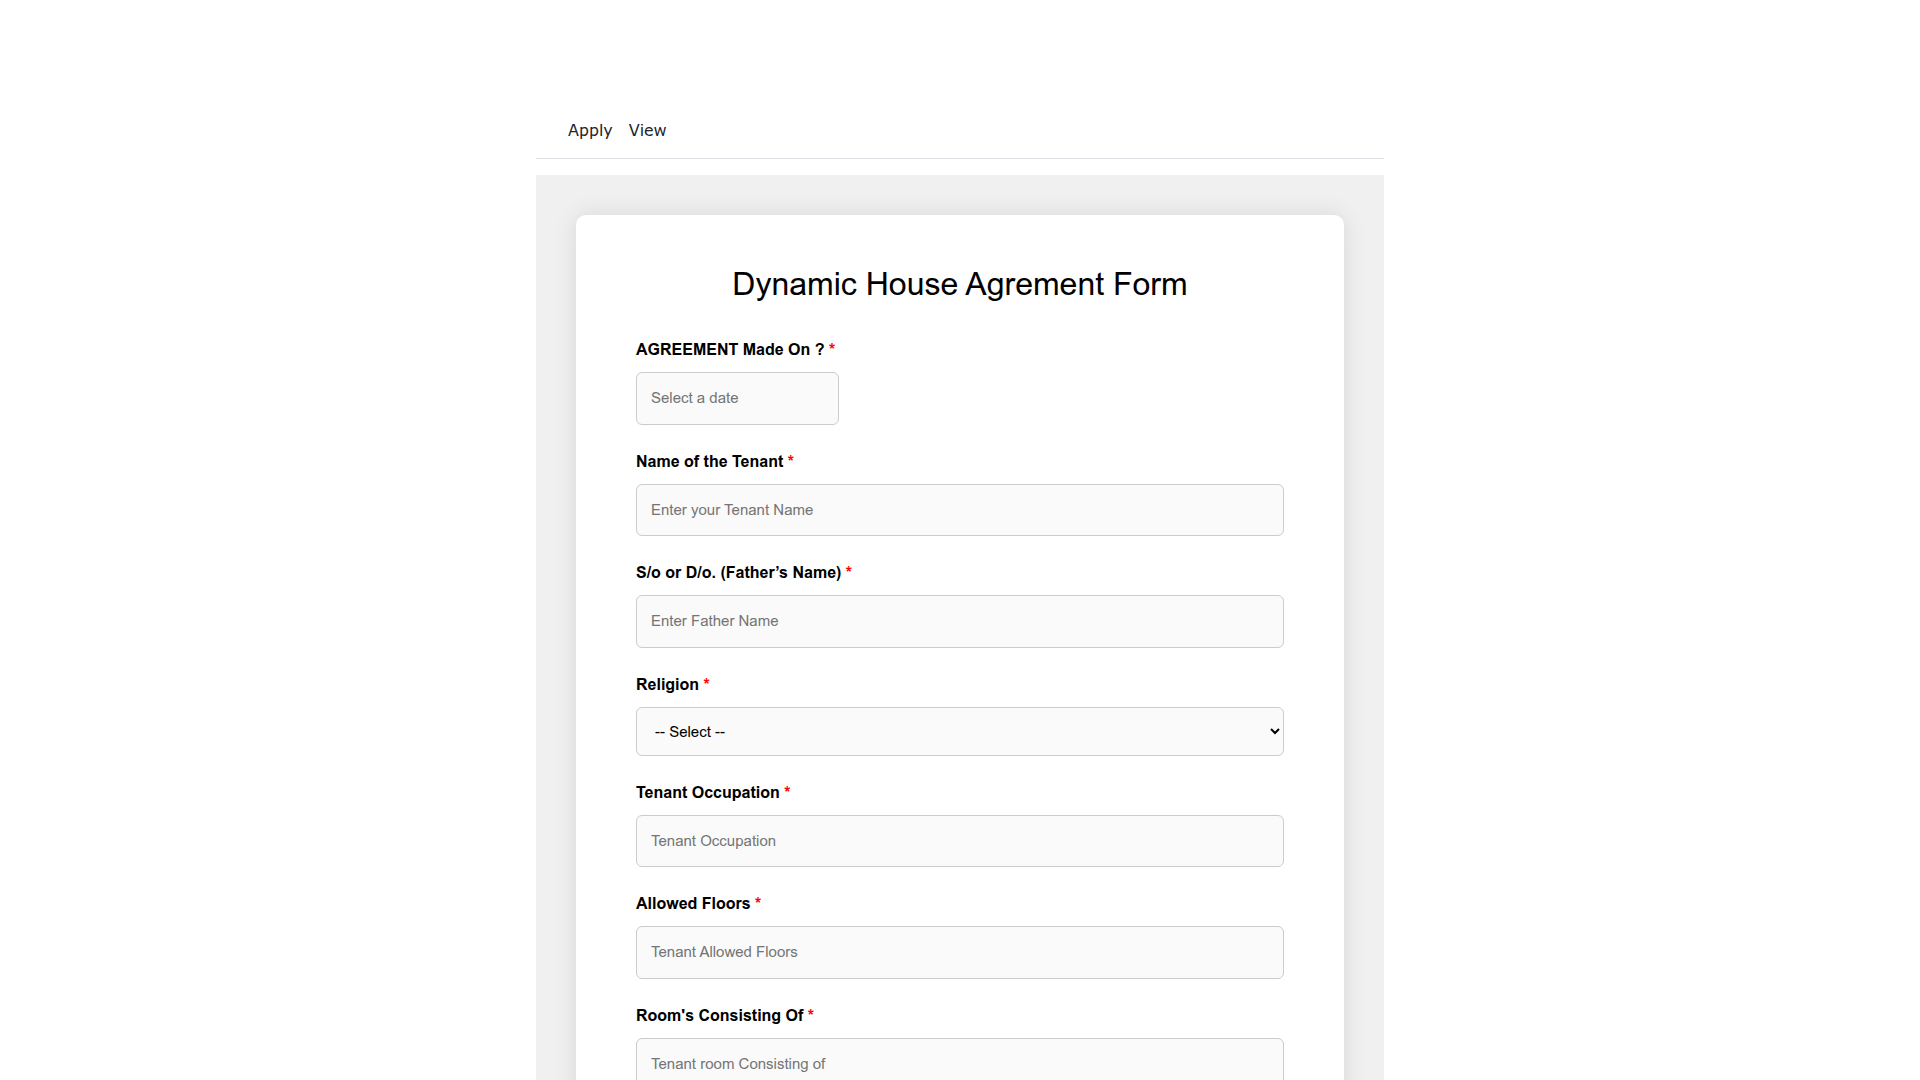 Apply View
Dynamic House Agrement Form
AGREEMENT Made On ? *
Select a date
Name of the Tenant *
Enter your Tenant Name
S/o or D/o. (Father’s Name) *
Enter Father Name
Religion *
-- Select --
Tenant Occupation *
Tenant Occupation
Allowed Floors *
Tenant Allowed Floors
Room's Consisting Of *
Tenant room Consisting of